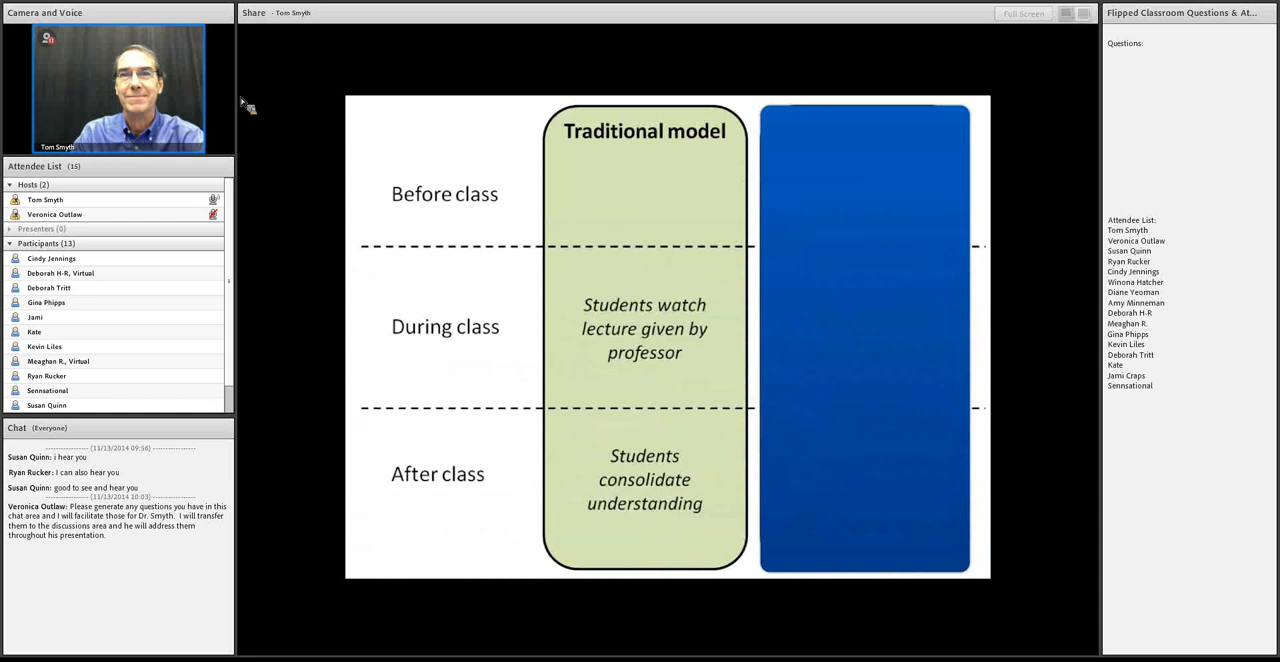 Camera and Voice
Tom Smyth
Attendee List (15)
Hosts (2)
Tom Smyth
Veronica Outlaw
Presenters (0)
Participants (13)
Cindy Jennings
Deborah H-R, Virtual
Deborah Tritt
Gina Phipps
Jami
Kate
Kevin Liles
Meaghan R., Virtual
Ryan Rucker
Sennsational
Susan Quinn
Chat (Everyone)
------------------ (11/13/2014 09:56) -----------------
Susan Quinn: i hear you
Ryan Rucker: I can also hear you
Susan Quinn: good to see and hear you
------------------ (11/13/2014 10:03) -----------------
Veronica Outlaw: Please generate any questions you have in this
chat area and I will facilitate those for Dr. Smyth. I will transfer
them to the discussions area and he will address them
throughout his presentation.
Share - Tom Smyth
Full Screen
Traditional model
Before class
During class
Students watch
lecture given by
professor
After class
Students
consolidate
understanding
Flipped Classroom Questions & At...
Questions:
Attendee List:
Tom Smyth
Veronica Outlaw
Susan Quinn
Ryan Rucker
Cindy Jennings
Winona Hatcher
Diane Yeoman
Amy Minneman
Deborah H-R
Meaghan R.
Gina Phipps
Kevin Liles
Deborah Tritt
Kate
Jami Craps
Sennsational